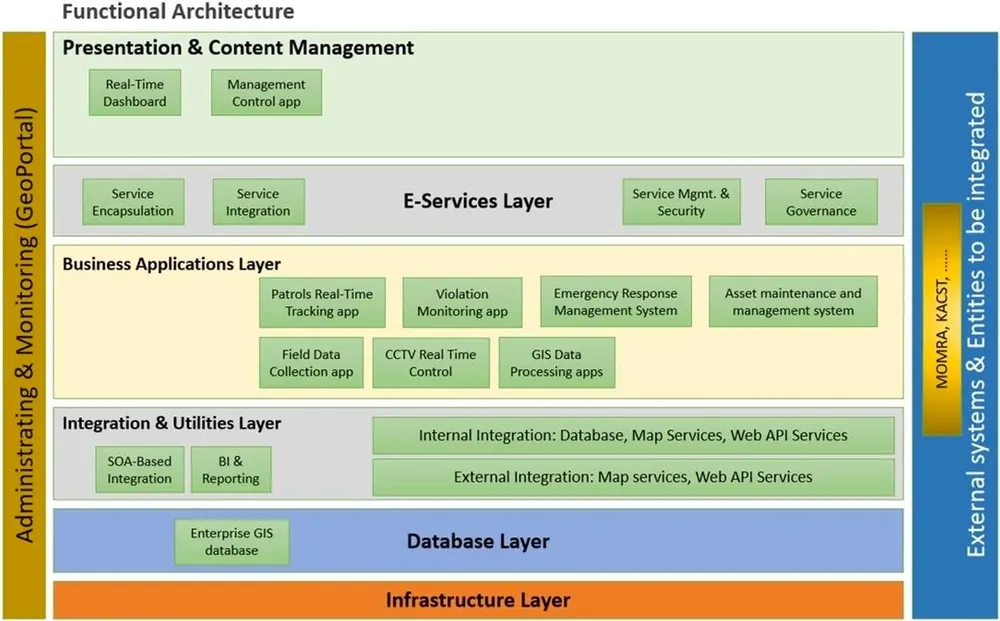 Functional Architecture
Administrating & Monitoring (GeoPortal)
Presentation & Content Management
Real-Time
Dashboard
Management
Control app
Service
Encapsulation
Service
Integration
E-Services Layer
Service Mgmt. &
Security
Service
Governance
Business Applications Layer
Patrols Real-Time
Tracking app
Violation
Monitoring app
Emergency Response
Management System
Asset maintenance and
management system
Field Data
Collection app
CCTV Real Time
Control
GIS Data
Processing apps
Integration & Utilities Layer
SOA-Based
Integration
BI &
Reporting
Internal Integration: Database, Map Services, Web API Services
External Integration: Map services, Web API Services
Enterprise GIS
database
Database Layer
Infrastructure Layer
MOMRA, KACST, ......
External systems & Entities to be integrated